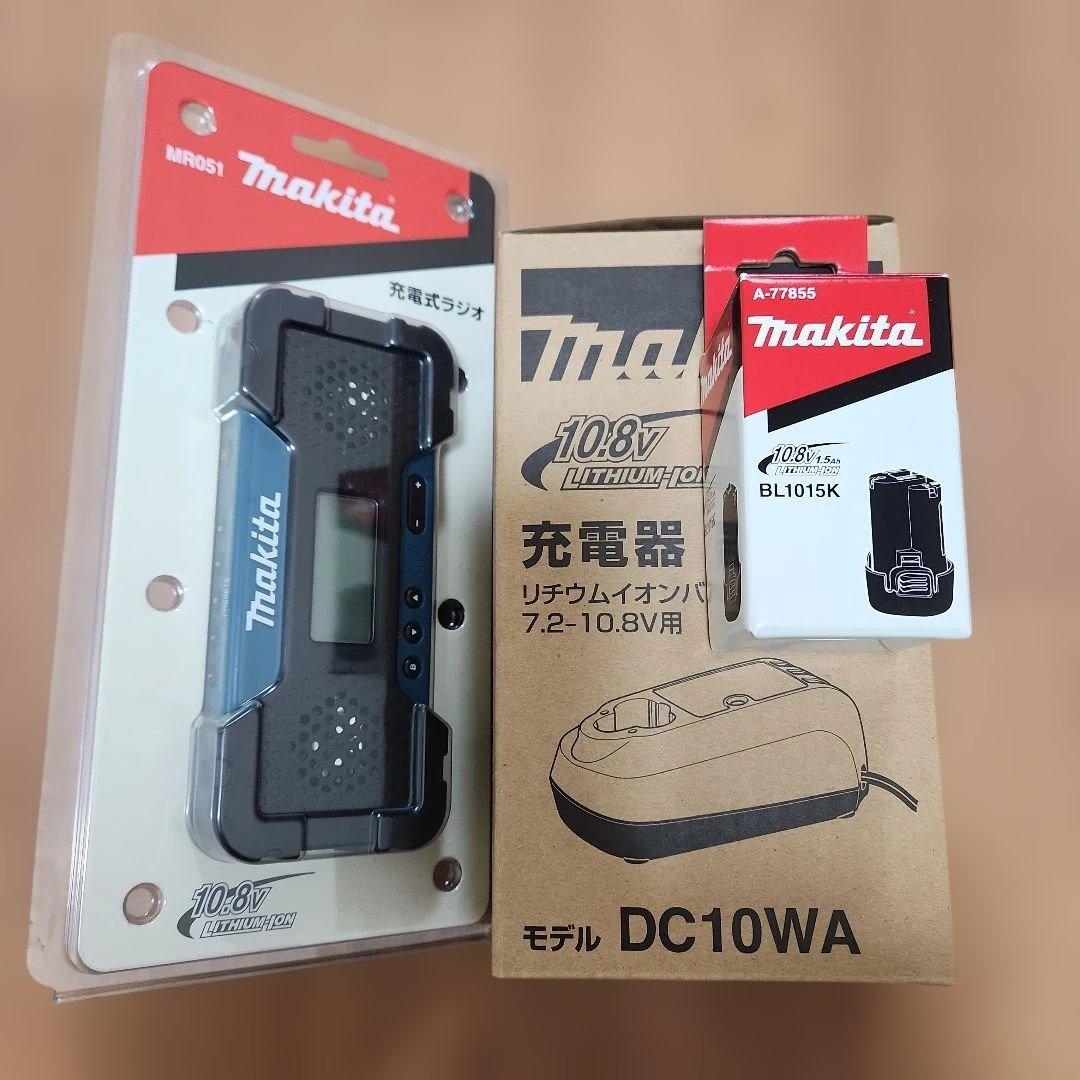 MR051
makita
充電式ラジオ
makita
+
-
B
10.8V
LITHIUM-ION
mak
10.8V
LITHIUM-ION
充電器
リチウムイオンバ
7.2-10.8V用
モデル DC10WA
A-77855
makita
makita
10.8V 1.5Ah
LITHIUM-ION
BL1015K